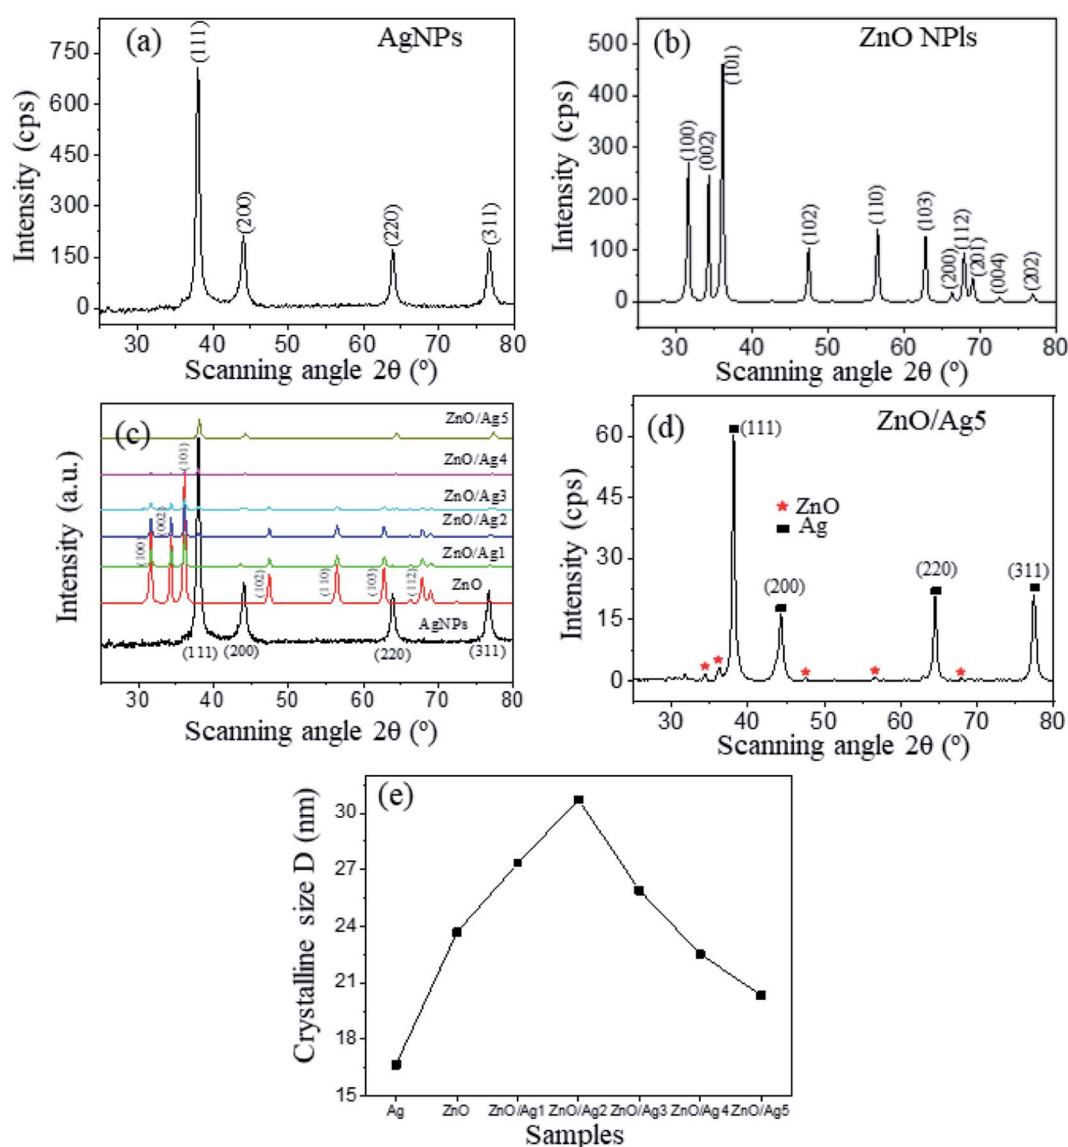 (a)
AgNPs
(111)
(200)
(220)
(311)
750
600
450
300
150
0
Intensity (cps)
30 40 50 60 70 80
Scanning angle 2θ (º)
(b)
ZnO NPls
(100)
(002)
(101)
(102)
(110)
(103)
(200)
(112)
(201)
(004)
(202)
500
400
300
200
100
0
Intensity (cps)
30 40 50 60 70 80
Scanning angle 2θ (º)
(c)
ZnO/Ag5
ZnO/Ag4
ZnO/Ag3
ZnO/Ag2
ZnO/Ag1
ZnO
AgNPs
(100)
(002)
(101)
(102)
(110)
(103)
(112)
(111) (200) (220) (311)
Intensity (a.u.)
30 40 50 60 70 80
Scanning angle 2θ (º)
(d)
ZnO/Ag5
(111)
ZnO
Ag
(200)
(220)
(311)
60
45
30
15
0
Intensity (cps)
30 40 50 60 70 80
Scanning angle 2θ (º)
(e)
30
27
24
21
18
15
Crystalline size D (nm)
Ag ZnO ZnO/Ag1 ZnO/Ag2 ZnO/Ag3 ZnO/Ag4 ZnO/Ag5
Samples